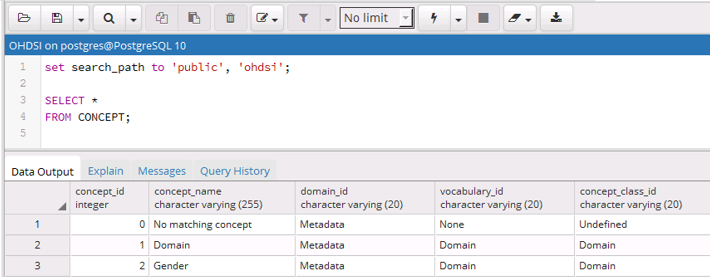 No limit
OHDSI on postgres@PostgreSQL 10
1 set search_path to 'public', 'ohdsi';
2
3 SELECT *
4 FROM CONCEPT;
5
Data Output Explain Messages Query History
concept_id concept_name domain_id vocabulary_id concept_class_id
integer character varying (255) character varying (20) character varying (20) character varying (20)
1 0 No matching concept Metadata None Undefined
2 1 Domain Metadata Domain Domain
3 2 Gender Metadata Domain Domain